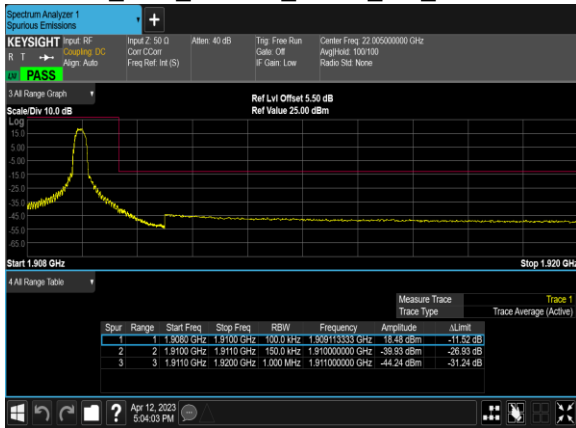 Spectrum Analyzer 1
Spurious Emissions
KEYSIGHT Input: RF Input Z: 50 Ω Atten: 40 dB Trig: Free Run Center Freq: 22.005000000 GHz
R T Coupling: DC Corr CCorr Gate: Off Avg|Hold: 100/100
Align: Auto Freq Ref: Int (S) IF Gain: Low Radio Std: None
PASS
3 All Range Graph
Ref Lvl Offset 5.50 dB
Scale/Div 10.0 dB Ref Value 25.00 dBm
Log
15.0
5.00
-5.00
-15.0
-25.0
-35.0
-45.0
-55.0
-65.0
Start 1.908 GHz Stop 1.920 GHz
4 All Range Table
Measure Trace Trace 1
Trace Type Trace Average (Active)
Spur Range Start Freq Stop Freq RBW Frequency Amplitude ΔLimit
1 1 1.9080 GHz 1.9100 GHz 100.0 kHz 1.909113333 GHz 18.48 dBm -11.52 dB
2 2 1.9100 GHz 1.9110 GHz 150.0 kHz 1.910000000 GHz -39.93 dBm -26.93 dB
3 3 1.9110 GHz 1.9200 GHz 1.000 MHz 1.911000000 GHz -44.24 dBm -31.24 dB
Apr 12, 2023
5:04:03 PM